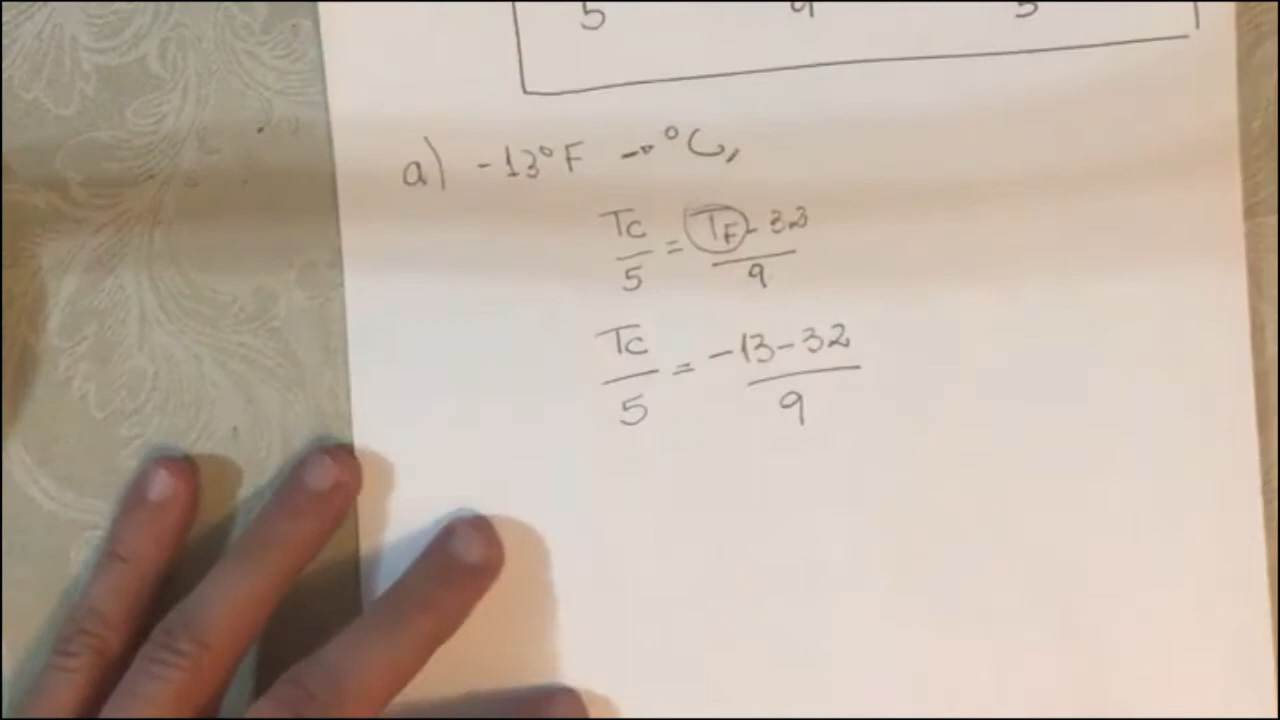 5 9 5
a) -13°F → °C,
Tc/5 = TF - 32/9
Tc/5 = -13-32/9